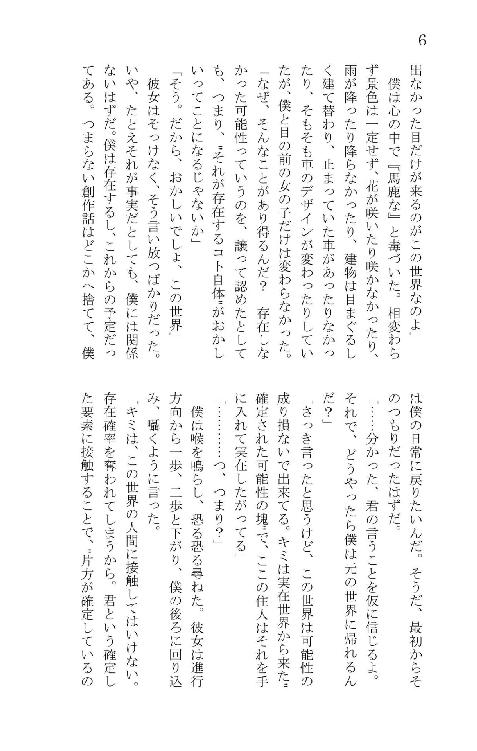 6
出なかった目だけが来るのがこの世界なのよ」
　僕は心の中で『馬鹿な』と毒づいた。相変わら
ず景色は一定せず、花が咲いたり咲かなかったり、
雨が降ったり降らなかったり、建物は目まぐるし
く建て替わり、止まっていた車があったりなかっ
たり、そもそも車のデザインが変わったりしてい
たが、僕と目の前の女の子だけは変わらなかった。
「なぜ、そんなことがあり得るんだ？　存在しな
かった可能性っていうのを、譲って認めたとして
も、つまり、〝それが存在するコト自体〟がおかし
いってことになるじゃないか」
「そう。だから、おかしいでしょ、この世界」
　彼女はそっけなく、そう言い放つばかりだった。
いや、たとえそれが事実だとしても、僕には関係
ないはずだ。僕は存在するし、これからの予定だっ
てある。つまらない創作話はどこかへ捨てて、僕
は僕の日常に戻りたいんだ。そうだ、最初からそ
のつもりだったはずだ。
「……分かった、君の言うことを仮に信じるよ。
それで、どうやったら僕は元の世界に帰れるん
だ？」
「さっき言ったと思うけど、この世界は可能性の
成り損ないで出来てる。キミは実在世界から来た〝
確定された可能性の塊〟で、ここの住人はそれを手
に入れて実在したがってる」
「…………つ、つまり？」
　僕は喉を鳴らし、恐る恐る尋ねた。彼女は進行
方向から一歩、二歩と下がり、僕の後ろに回り込
み、囁くように言った。
「キミは、この世界の人間に接触してはいけない。
存在確率を奪われてしまうから。君という確定し
た要素に接触することで、〝片方が確定しているの